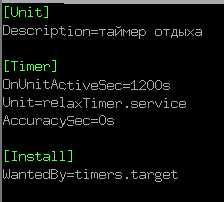 [Unit]
Description=таймер отдыха
[Timer]
OnUnitActiveSec=1200s
Unit=relaxTimer.service
AccuracySec=0s
[Install]
WantedBy=timers.target